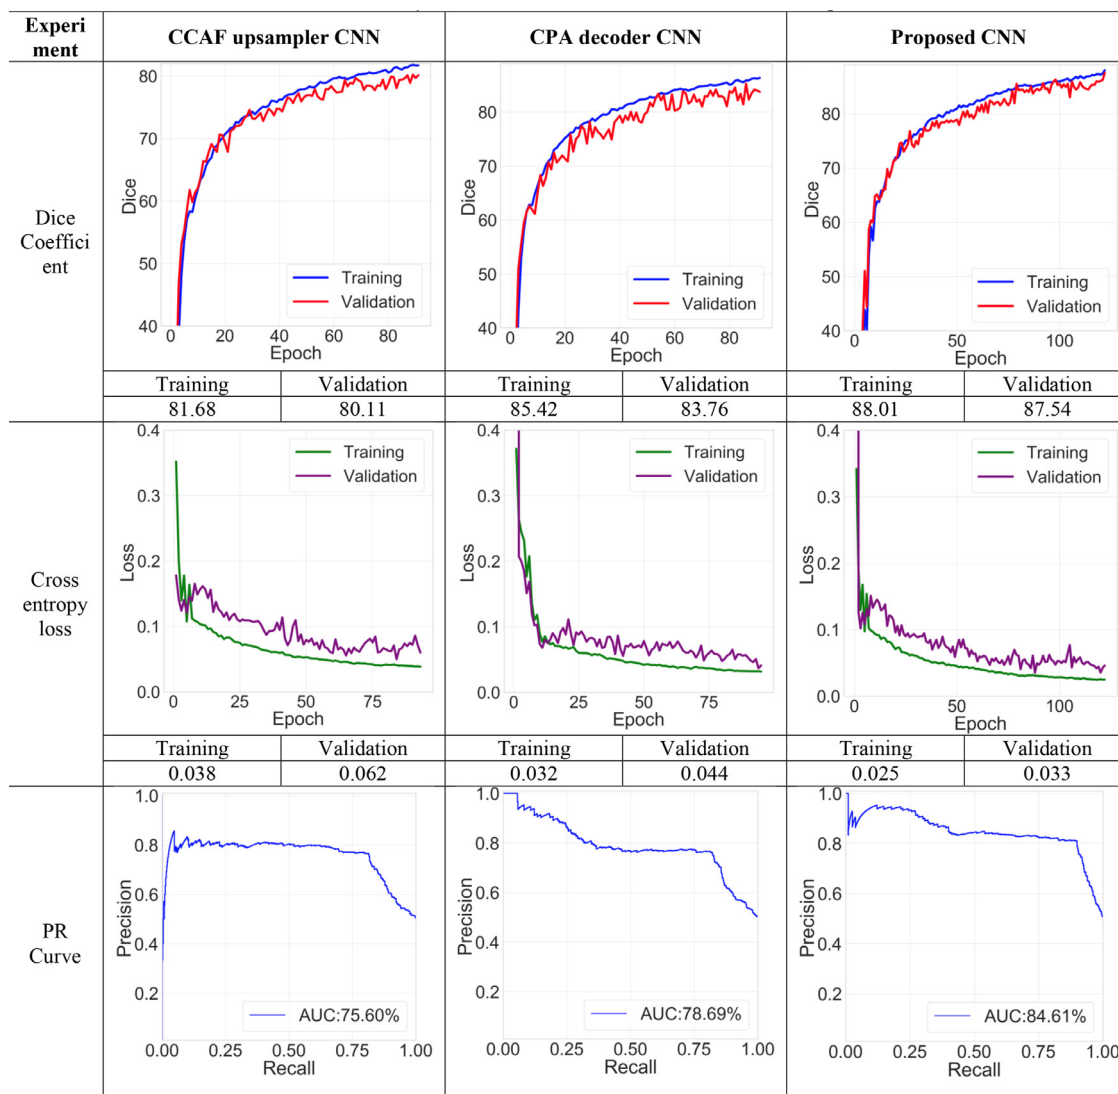 Experi
ment
CCAF upsampler CNN
CPA decoder CNN
Proposed CNN
Dice
Coeffici
ent
80
70
60
50
40
Dice
0 20 40 60 80
Epoch
Training
Validation
80
70
60
50
40
Dice
0 20 40 60 80
Epoch
Training
Validation
80
70
60
50
40
Dice
0 50 100
Epoch
Training
Validation
Training Validation
81.68 80.11
Training Validation
85.42 83.76
Training Validation
88.01 87.54
Cross
entropy
loss
0.4
0.3
0.2
0.1
0.0
Loss
0 25 50 75
Epoch
Training
Validation
0.4
0.3
0.2
0.1
0.0
Loss
0 25 50 75
Epoch
Training
Validation
0.4
0.3
0.2
0.1
0.0
Loss
0 50 100
Epoch
Training
Validation
Training Validation
0.038 0.062
Training Validation
0.032 0.044
Training Validation
0.025 0.033
PR
Curve
1.0
0.8
0.6
0.4
0.2
Precision
0.00 0.25 0.50 0.75 1.00
Recall
AUC:75.60%
1.0
0.8
0.6
0.4
0.2
Precision
0.00 0.25 0.50 0.75 1.00
Recall
AUC:78.69%
1.0
0.8
0.6
0.4
0.2
Precision
0.00 0.25 0.50 0.75 1.00
Recall
AUC:84.61%